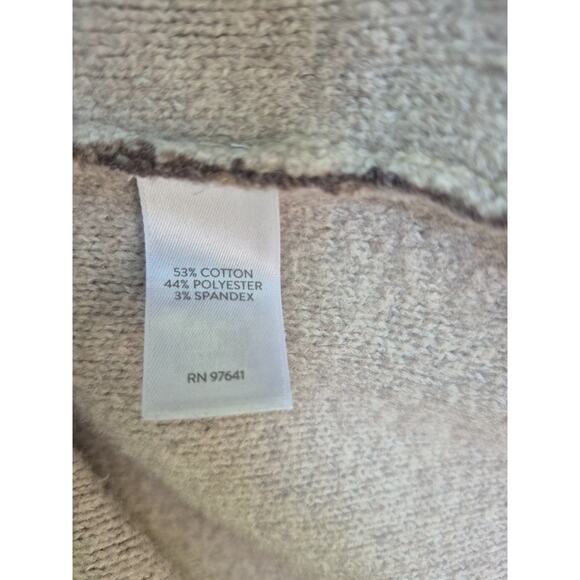 53% COTTON
44% POLYESTER
3% SPANDEX
RN 97641